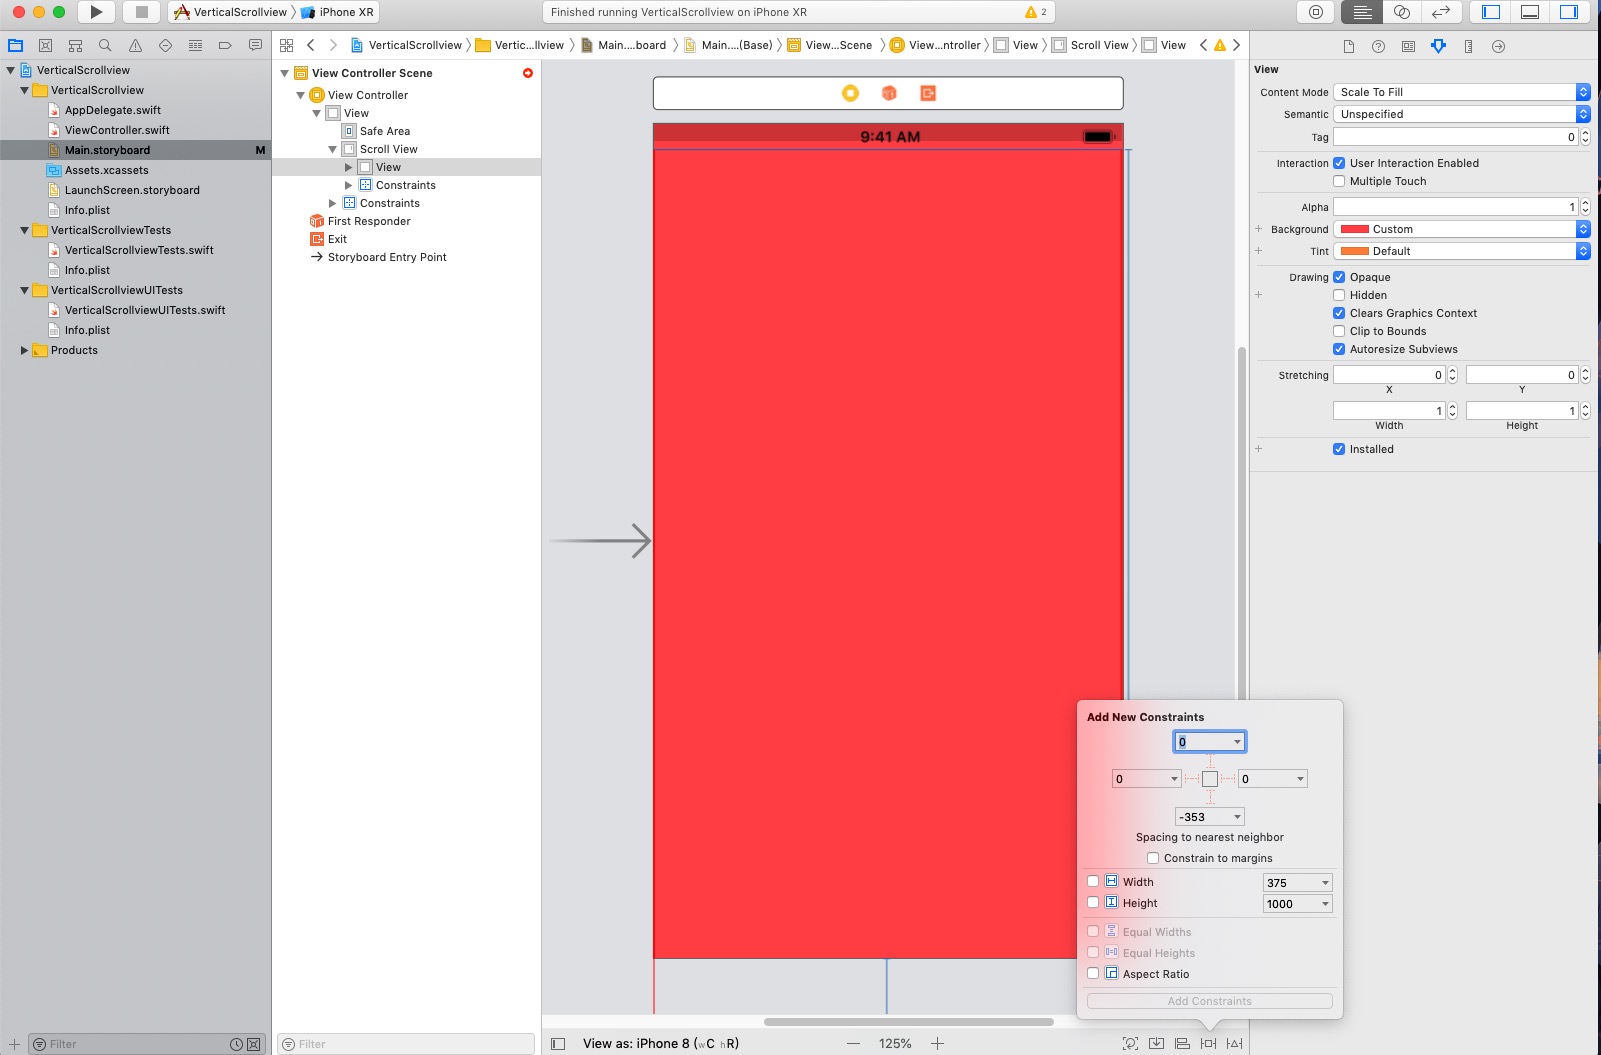 VerticalScrollview
iPhone XR
Finished running VerticalScrollview on iPhone XR
2
VerticalScrollview
Vertic...llview
Main....board
Main....(Base)
View...Scene
View...ntroller
View
Scroll View
View
VerticalScrollview
VerticalScrollview
AppDelegate.swift
ViewController.swift
Main.storyboard
M
Assets.xcassets
LaunchScreen.storyboard
Info.plist
VerticalScrollviewTests
VerticalScrollviewTests.swift
Info.plist
VerticalScrollviewUITests
VerticalScrollviewUITests.swift
Info.plist
Products
Filter
View Controller Scene
View Controller
View
Safe Area
Scroll View
View
Constraints
Constraints
First Responder
Exit
Storyboard Entry Point
Filter
9:41 AM
View as: iPhone 8 (wC hR)
125%
Add New Constraints
0
0
0
-353
Spacing to nearest neighbor
Constrain to margins
Width
375
Height
1000
Equal Widths
Equal Heights
Aspect Ratio
Add Constraints
View
Content Mode
Scale To Fill
Semantic
Unspecified
Tag
0
Interaction
User Interaction Enabled
Multiple Touch
Alpha
1
Background
Custom
Tint
Default
Drawing
Opaque
Hidden
Clears Graphics Context
Clip to Bounds
Autoresize Subviews
Stretching
0
0
X
Y
1
1
Width
Height
Installed